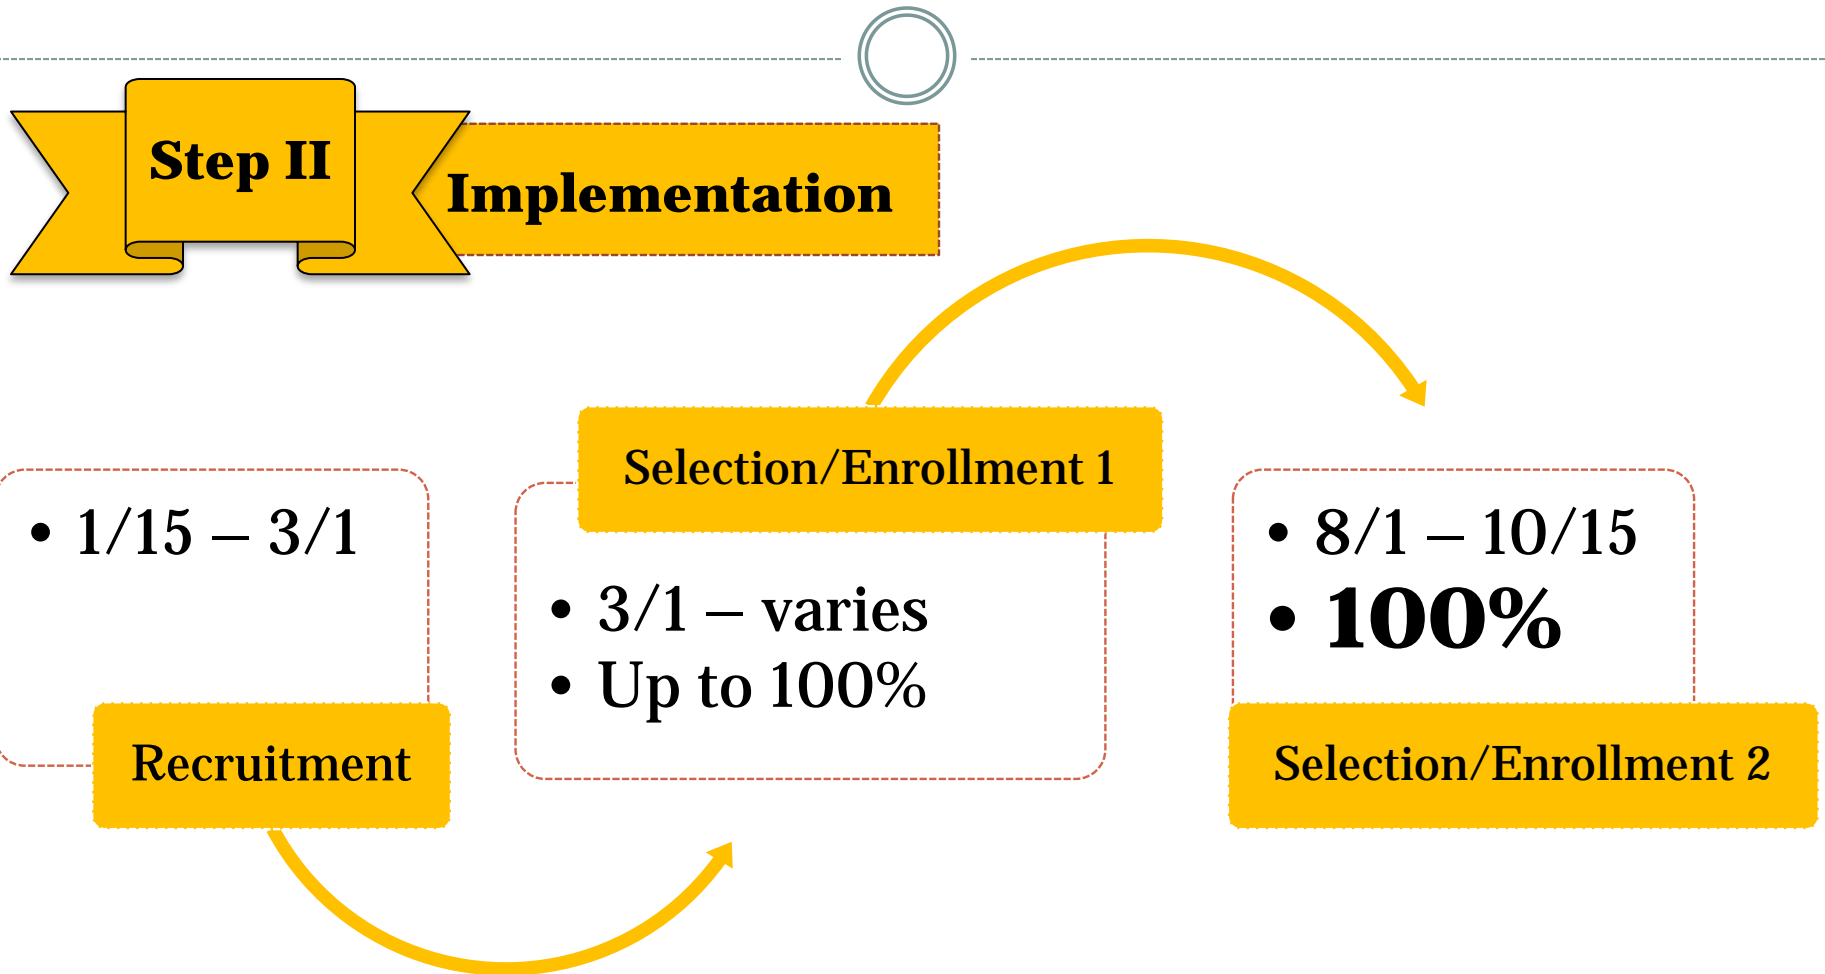 Step II
Implementation
• 1/15 – 3/1
Recruitment
Selection/Enrollment 1
• 3/1 – varies
• Up to 100%
• 8/1 – 10/15
• 100%
Selection/Enrollment 2